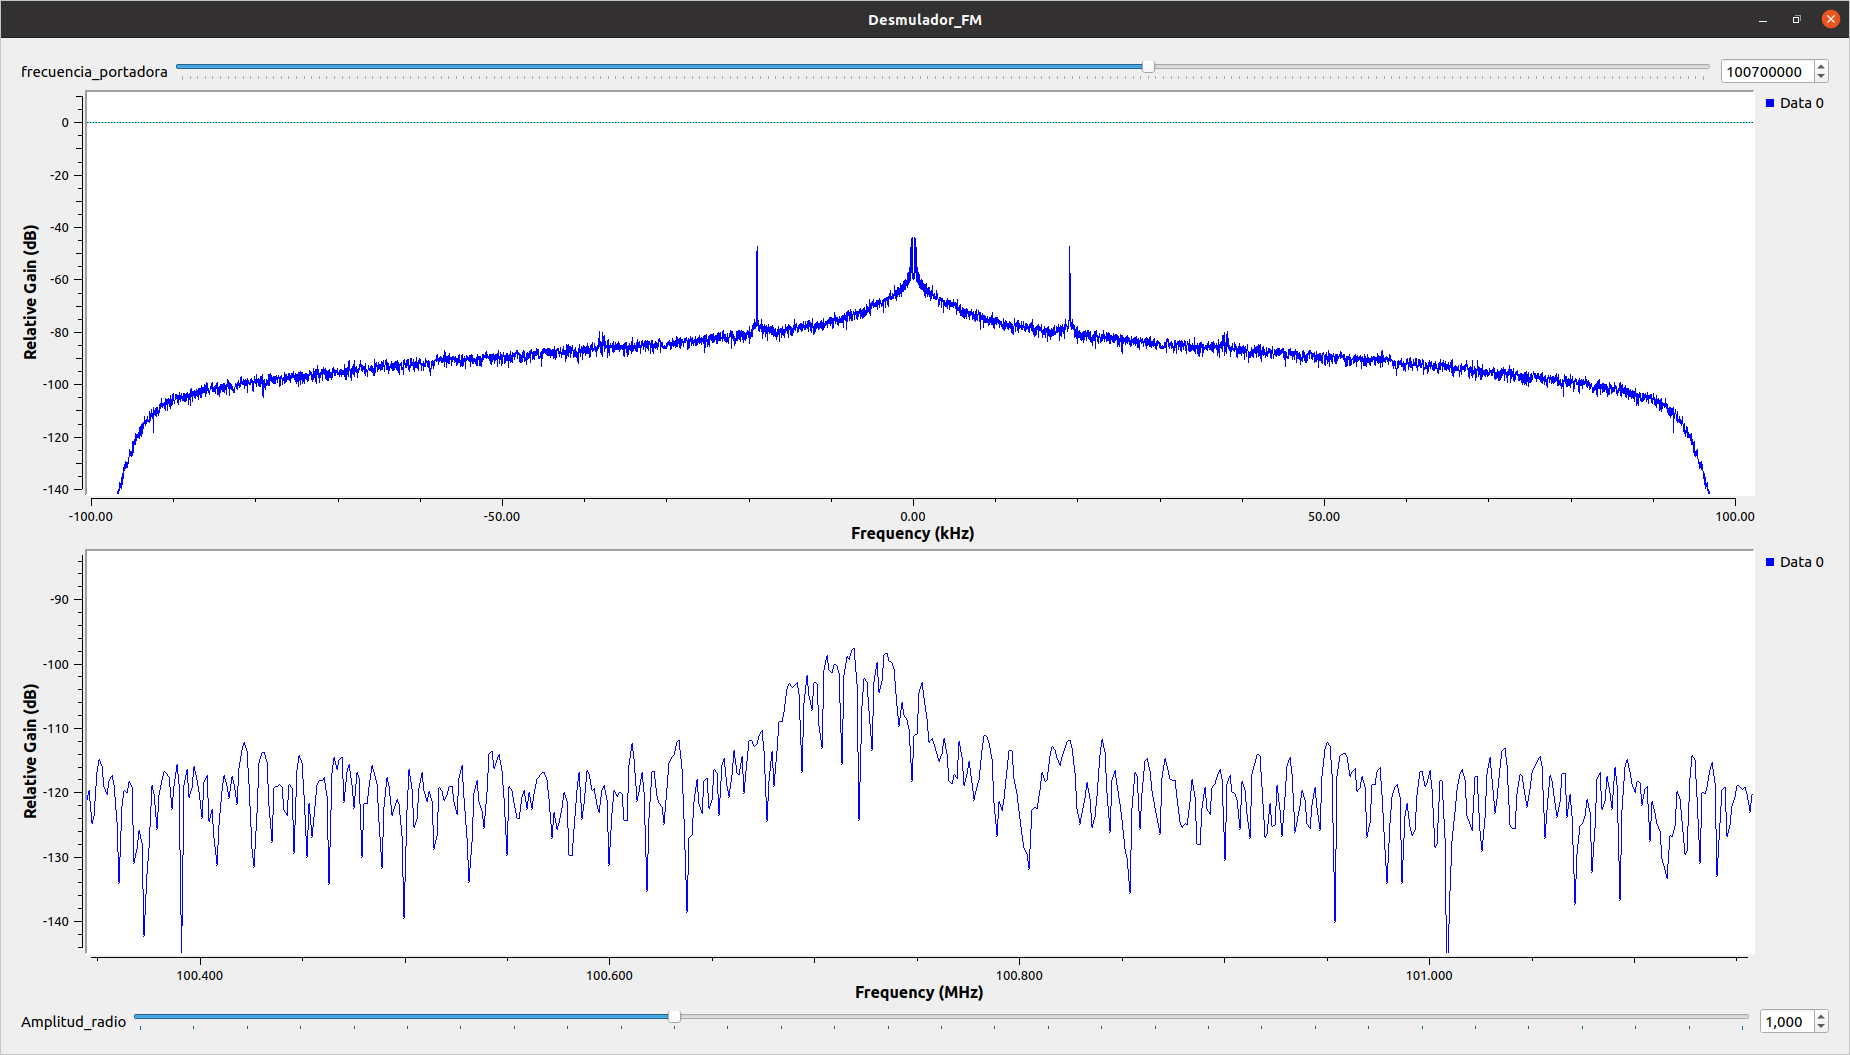 Desmulador_FM
frecuencia_portadora
100700000
Data 0
Relative Gain (dB)
0
-20
-40
-60
-80
-100
-120
-140
-100.00
-50.00
0.00
50.00
100.00
Frequency (kHz)
Data 0
Relative Gain (dB)
-90
-100
-110
-120
-130
-140
100.400
100.600
100.800
101.000
Frequency (MHz)
Amplitud_radio
1,000